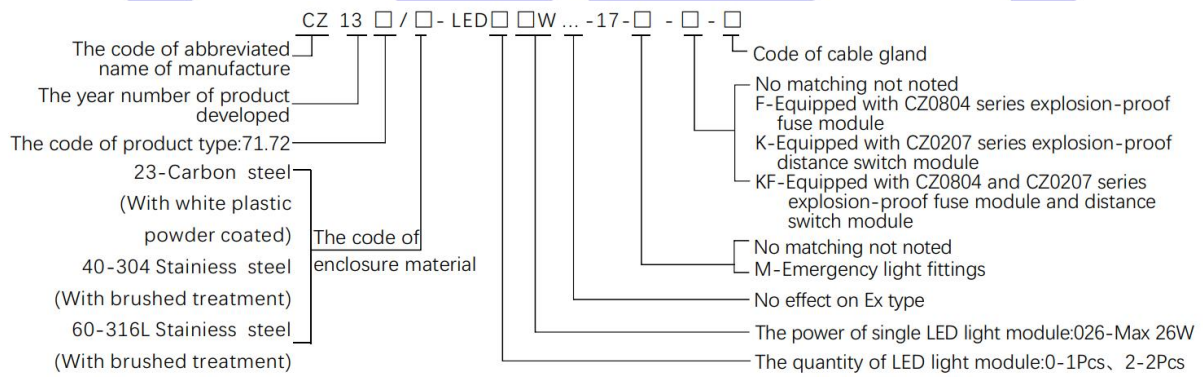 CZ 13 □ / □ - LED □ □ W ... -17- □ - □ - □
The code of abbreviated
name of manufacture
The year number of product
developed
The code of product type:71.72
23-Carbon steel
(With white plastic
powder coated)
40-304 Stainiess steel
(With brushed treatment)
60-316L Stainiess steel
(With brushed treatment)
The code of
enclosure material
Code of cable gland
No matching not noted
F-Equipped with CZ0804 series explosion-proof
fuse module
K-Equipped with CZ0207 series explosion-proof
distance switch module
KF-Equipped with CZ0804 and CZ0207 series
explosion-proof fuse module and distance
switch module
No matching not noted
M-Emergency light fittings
No effect on Ex type
The power of single LED light module:026-Max 26W
The quantity of LED light module:0-1Pcs、2-2Pcs